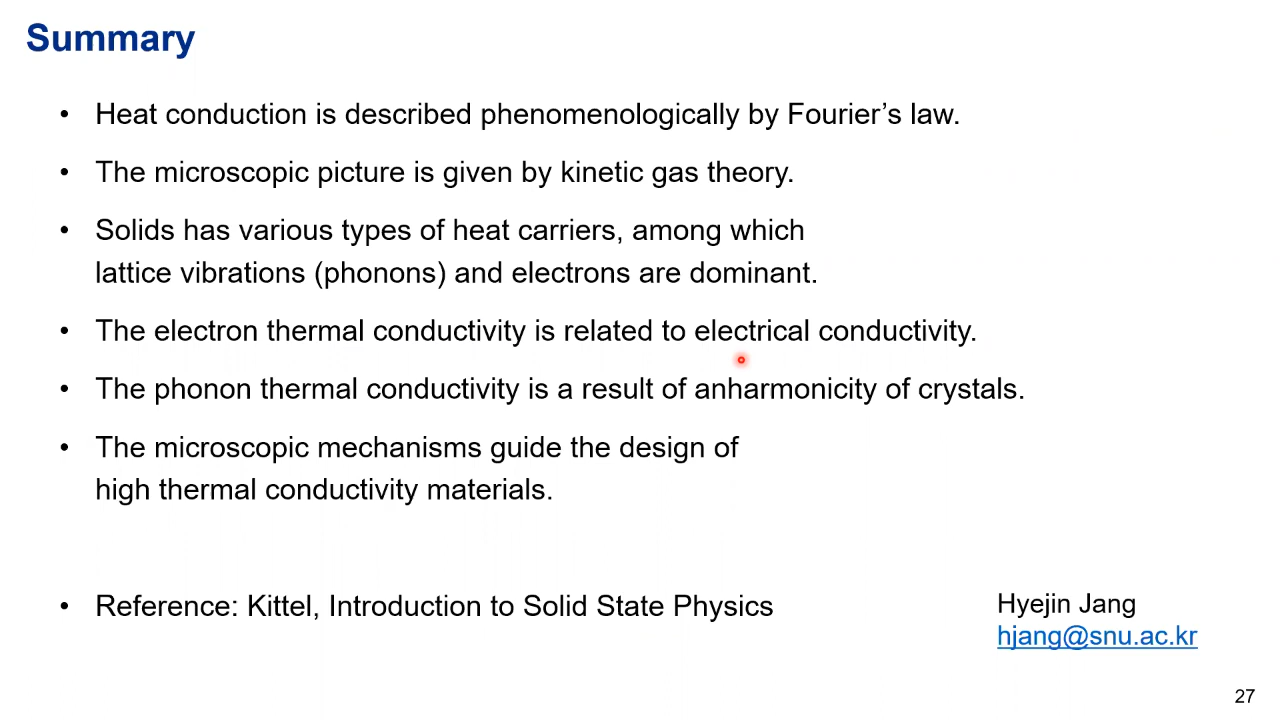 Summary
• Heat conduction is described phenomenologically by Fourier’s law.
• The microscopic picture is given by kinetic gas theory.
• Solids has various types of heat carriers, among which
lattice vibrations (phonons) and electrons are dominant.
• The electron thermal conductivity is related to electrical conductivity.
• The phonon thermal conductivity is a result of anharmonicity of crystals.
• The microscopic mechanisms guide the design of
high thermal conductivity materials.
• Reference: Kittel, Introduction to Solid State Physics
Hyejin Jang
hjang@snu.ac.kr
27